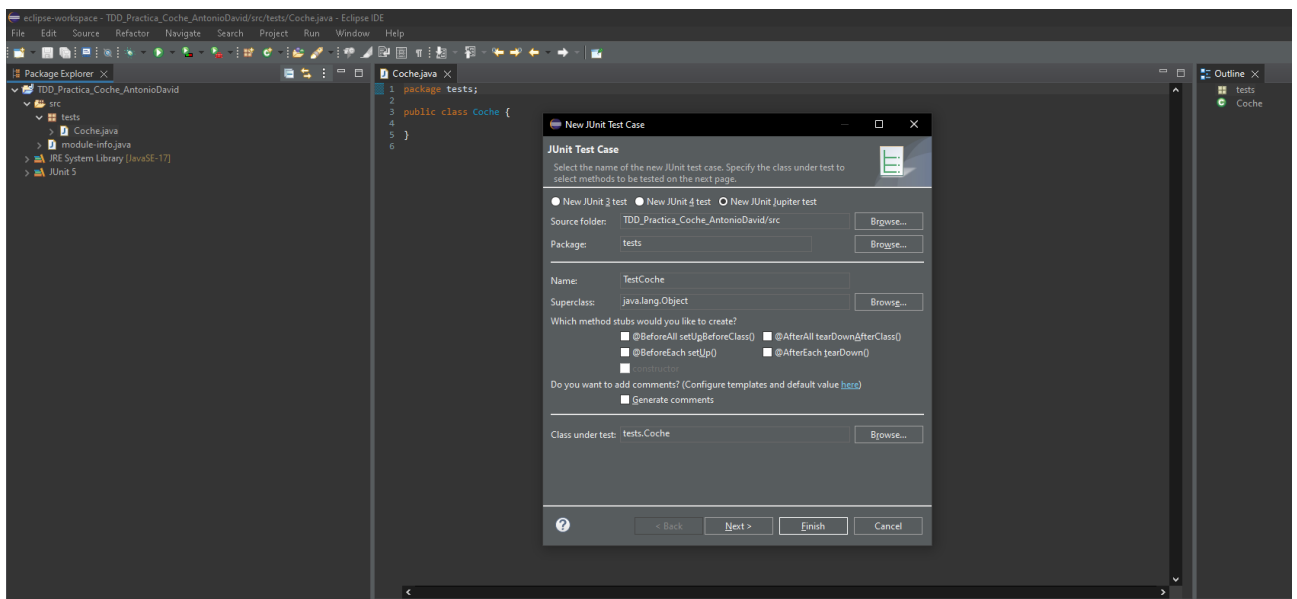 eclipse-workspace - TDD_Practica_Coche_AntonioDavid/src/tests/Coche.java - Eclipse IDE
File Edit Source Refactor Navigate Search Project Run Window Help
Package Explorer
TDD_Practica_Coche_AntonioDavid
src
tests
Coche.java
module-info.java
JRE System Library [JavaSE-17]
JUnit 5
Coche.java
1 package tests;
2
3 public class Coche {
4
5 }
6
New JUnit Test Case
JUnit Test Case
Select the name of the new JUnit test case. Specify the class under test to
select methods to be tested on the next page.
New JUnit 3 test New JUnit 4 test New JUnit Jupiter test
Source folder: TDD_Practica_Coche_AntonioDavid/src Browse...
Package: tests Browse...
Name: TestCoche
Superclass: java.lang.Object Browse...
Which method stubs would you like to create?
@BeforeAll setUpBeforeClass() @AfterAll tearDownAfterClass()
@BeforeEach setUp() @AfterEach tearDown()
constructor
Do you want to add comments? (Configure templates and default value here)
Generate comments
Class under test: tests.Coche Browse...
? < Back Next > Finish Cancel
Outline
tests
Coche